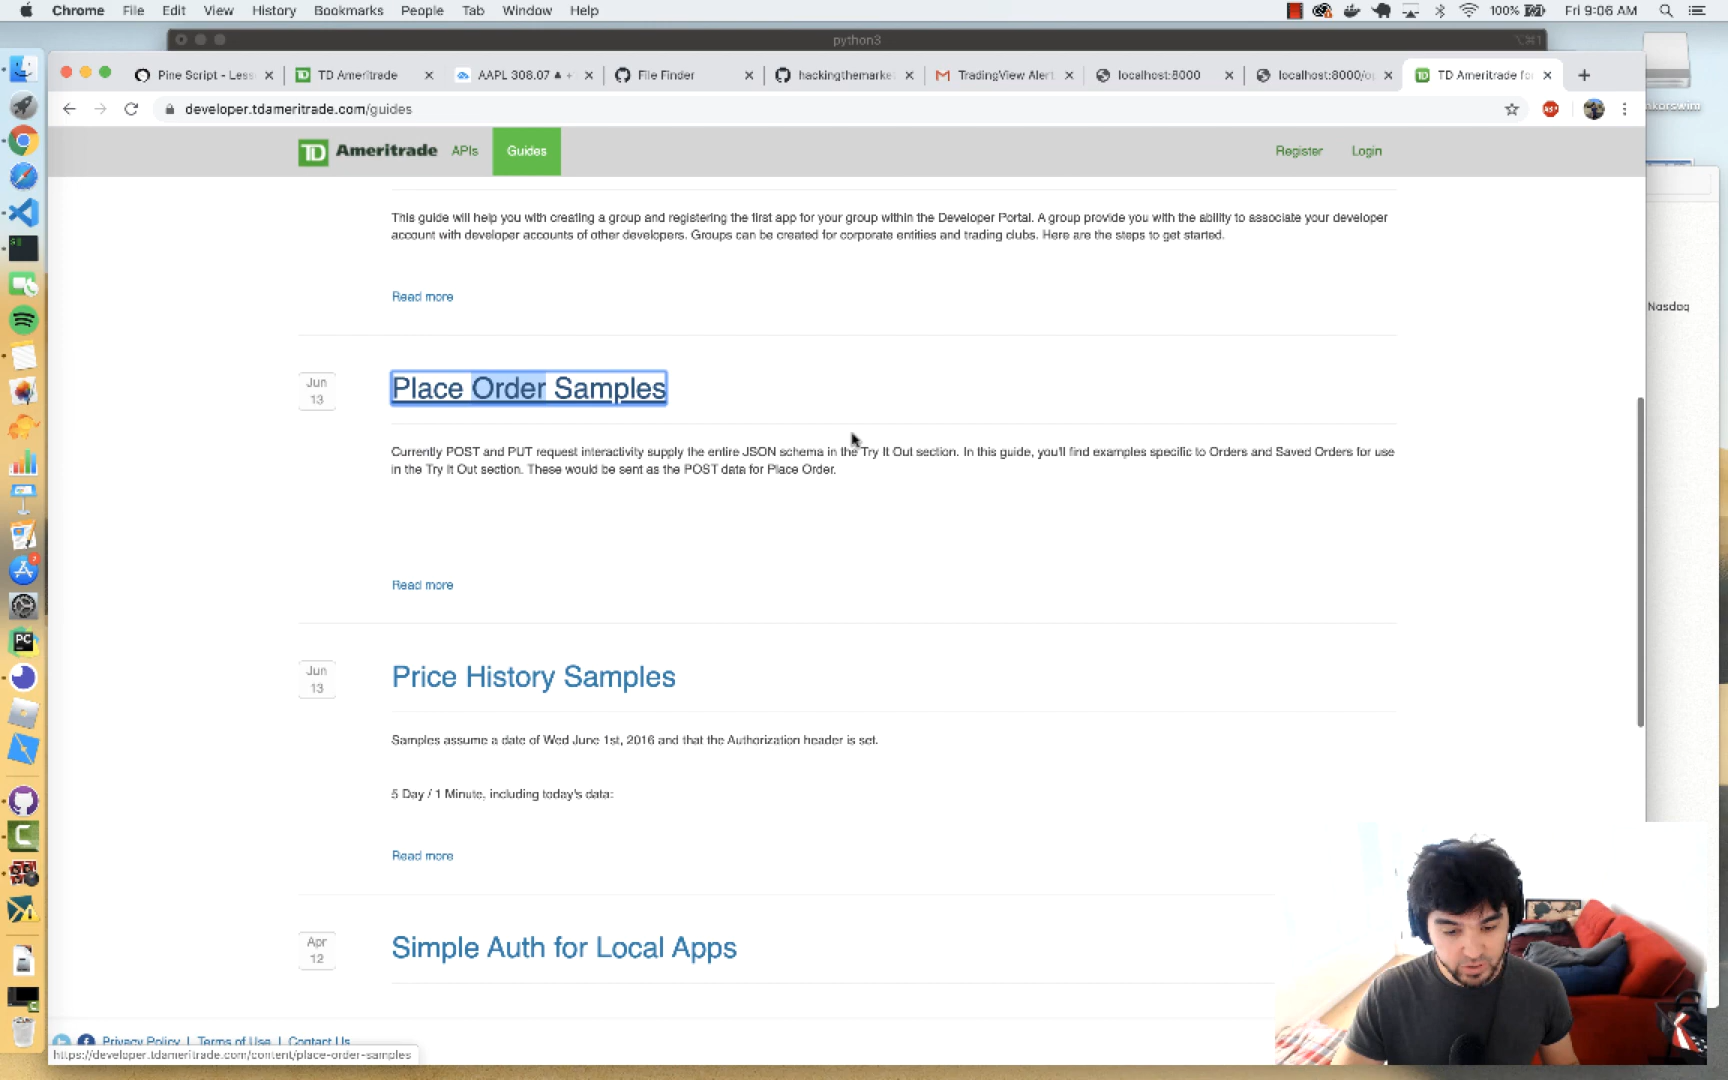 Chrome File Edit View History Bookmarks People Tab Window Help
100% Fri 9:06 AM
python3
Pine Script - Less
TD Ameritrade
AAPL 308.07
File Finder
hackingthemarke
TradingView Alert
localhost:8000
localhost:8000/o
TD Ameritrade fo
developer.tdameritrade.com/guides
TD Ameritrade APIs Guides Register Login
This guide will help you with creating a group and registering the first app for your group within the Developer Portal. A group provide you with the ability to associate your developer
account with developer accounts of other developers. Groups can be created for corporate entities and trading clubs. Here are the steps to get started.
Read more
Nasdaq
Jun
13
Place Order Samples
Currently POST and PUT request interactivity supply the entire JSON schema in the Try It Out section. In this guide, you'll find examples specific to Orders and Saved Orders for use
in the Try It Out section. These would be sent as the POST data for Place Order.
Read more
Jun
13
Price History Samples
Samples assume a date of Wed June 1st, 2016 and that the Authorization header is set.
5 Day / 1 Minute, including today's data:
Read more
Apr
12
Simple Auth for Local Apps
Privacy Policy | Terms of Use | Contact Us
https://developer.tdameritrade.com/content/place-order-samples